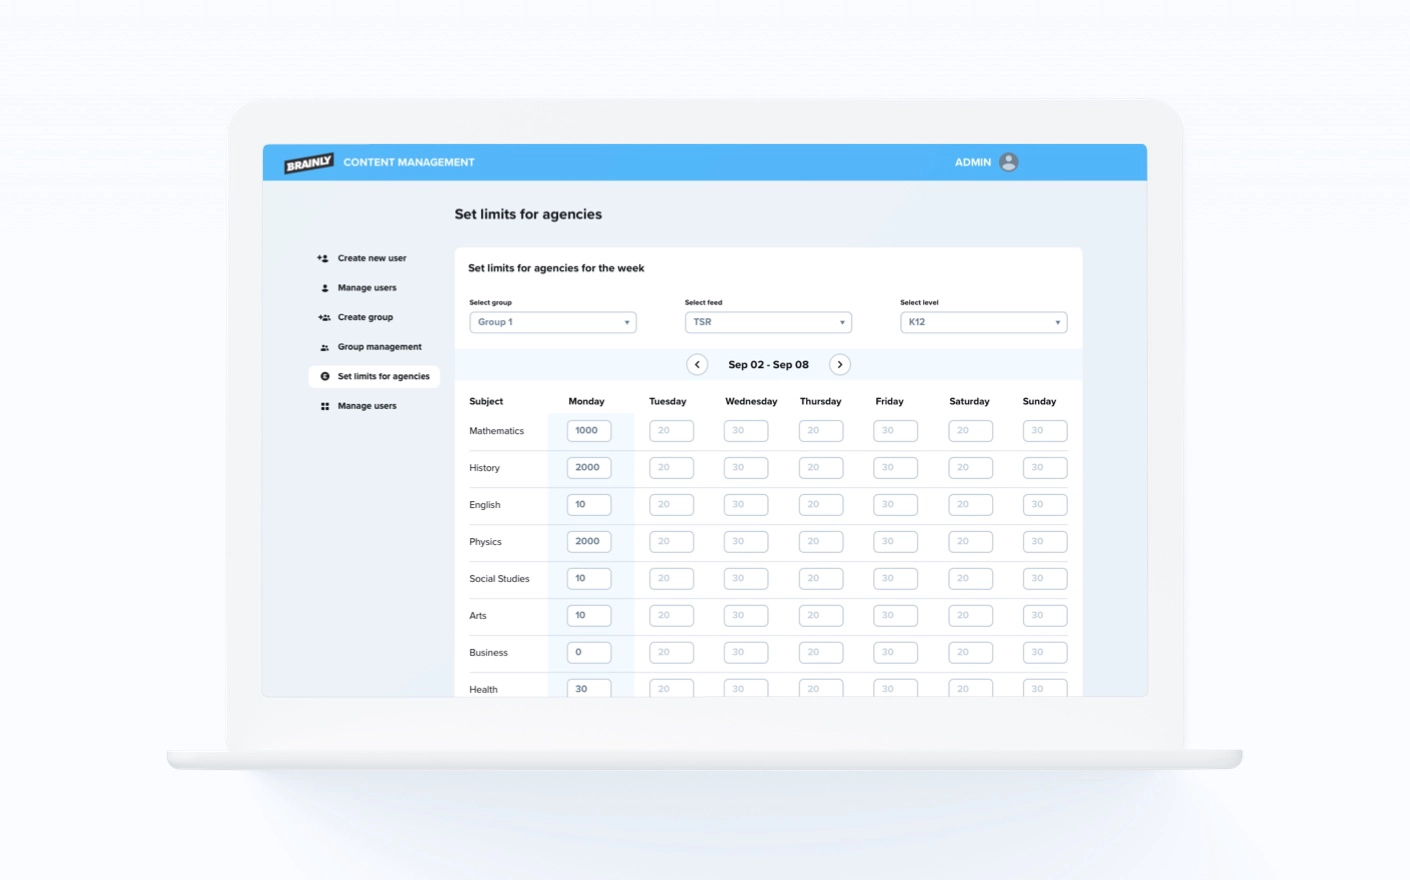 BRAINLY CONTENT MANAGEMENT ADMIN
Set limits for agencies
Create new user
Manage users
Create group
Group management
Set limits for agencies
Manage users
Set limits for agencies for the week
Select group Select feed Select level
Group 1 TSR K12
Sep 02 - Sep 08
Subject Monday Tuesday Wednesday Thursday Friday Saturday Sunday
Mathematics 1000 20 30 20 30 20 30
History 2000 20 30 20 30 20 30
English 10 20 30 20 30 20 30
Physics 2000 20 30 20 30 20 30
Social Studies 10 20 30 20 30 20 30
Arts 10 20 30 20 30 20 30
Business 0 20 30 20 30 20 30
Health 30 20 30 20 30 20 30